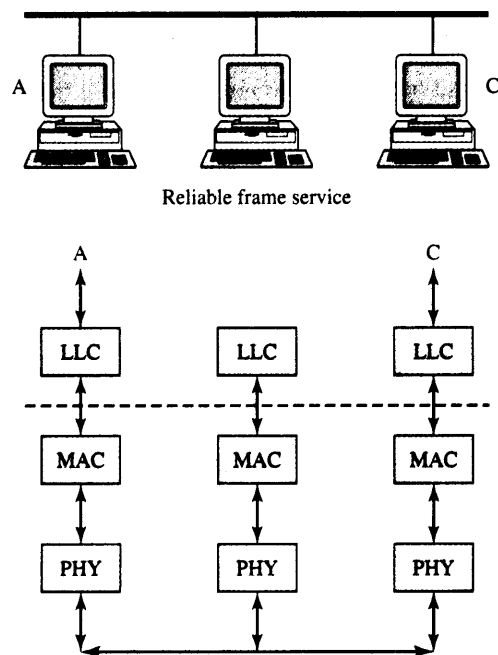 A C
Reliable frame service
A C
LLC LLC LLC
MAC MAC MAC
PHY PHY PHY